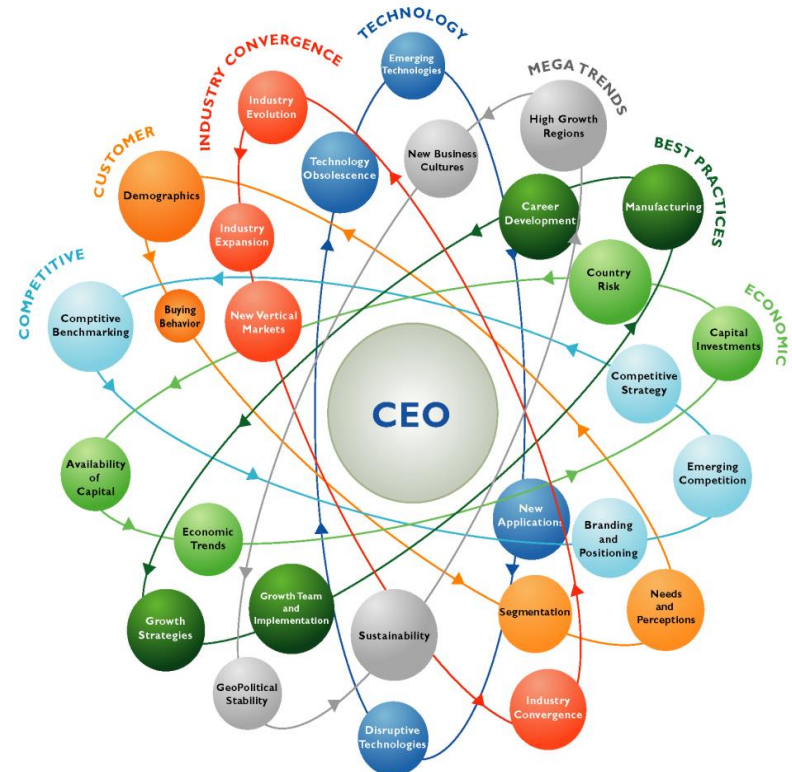 TECHNOLOGY
INDUSTRY CONVERGENCE
MEGA TRENDS
CUSTOMER
BEST PRACTICES
COMPETITIVE
ECONOMIC
Emerging
Technologies
Industry
Evolution
High Growth
Regions
Technology
Obsolescence
New Business
Cultures
Demographics
Career
Development
Manufacturing
Industry
Expansion
Country
Risk
Comptitive
Benchmarking
Buying
Behavior
New Vertical
Markets
Capital
Investments
Competitive
Strategy
CEO
Availability
of
Capital
Emerging
Competition
Economic
Trends
New
Applications
Branding
and
Positioning
Growth
Strategies
Growth Team
and
Implementation
Sustainability
Segmentation
Needs
and
Perceptions
GeoPolitical
Stability
Industry
Convergence
Disruptive
Technologies